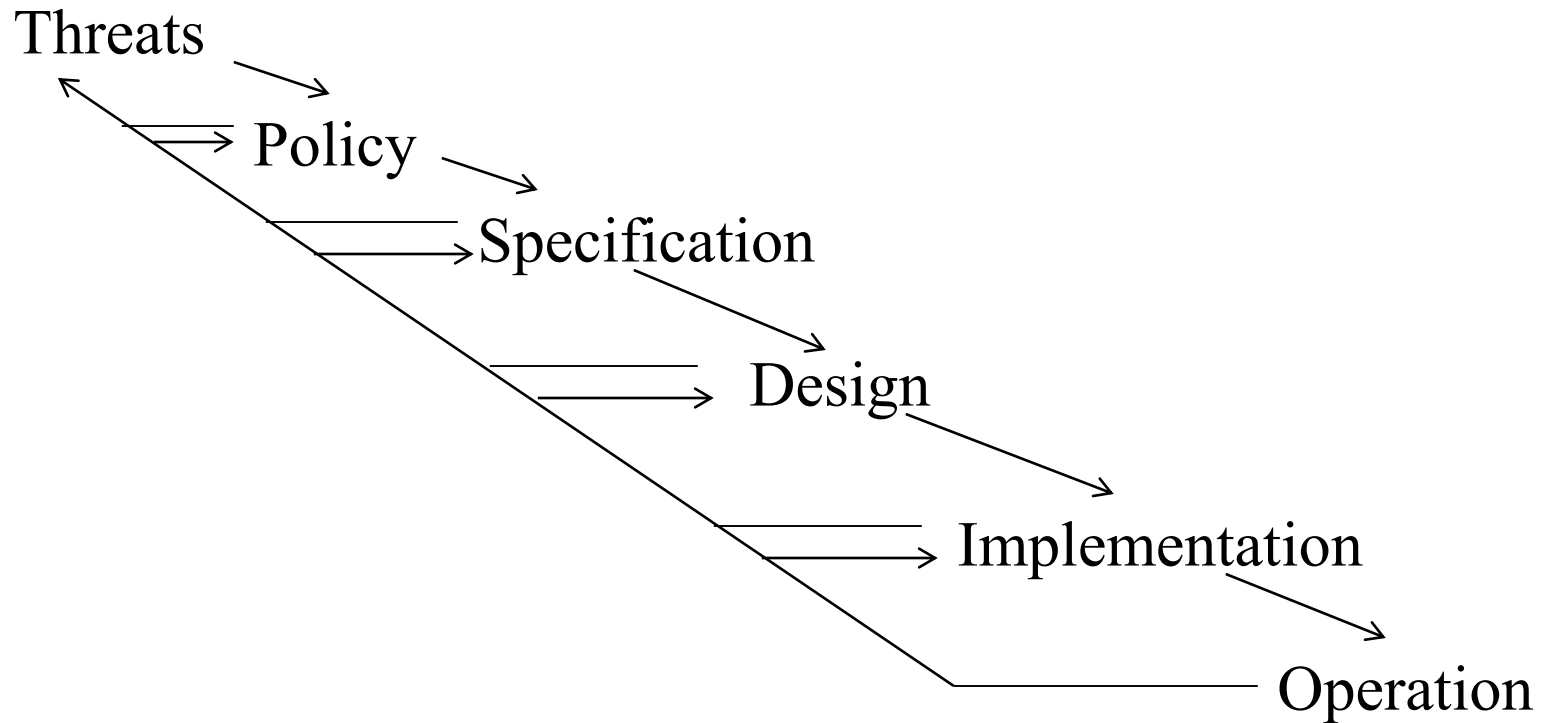 Threats
Policy
Specification
Design
Implementation
Operation